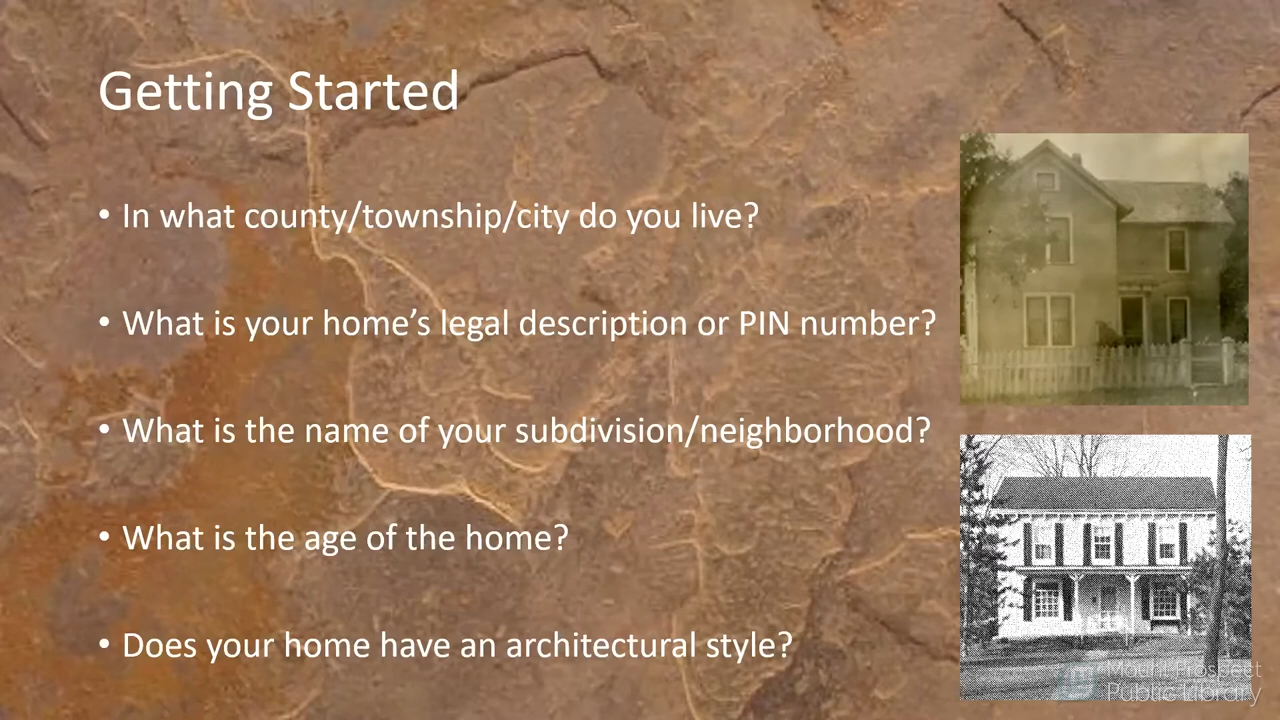 Getting Started
• In what county/township/city do you live?
• What is your home’s legal description or PIN number?
• What is the name of your subdivision/neighborhood?
• What is the age of the home?
• Does your home have an architectural style?
Mount Prospect
Public Library